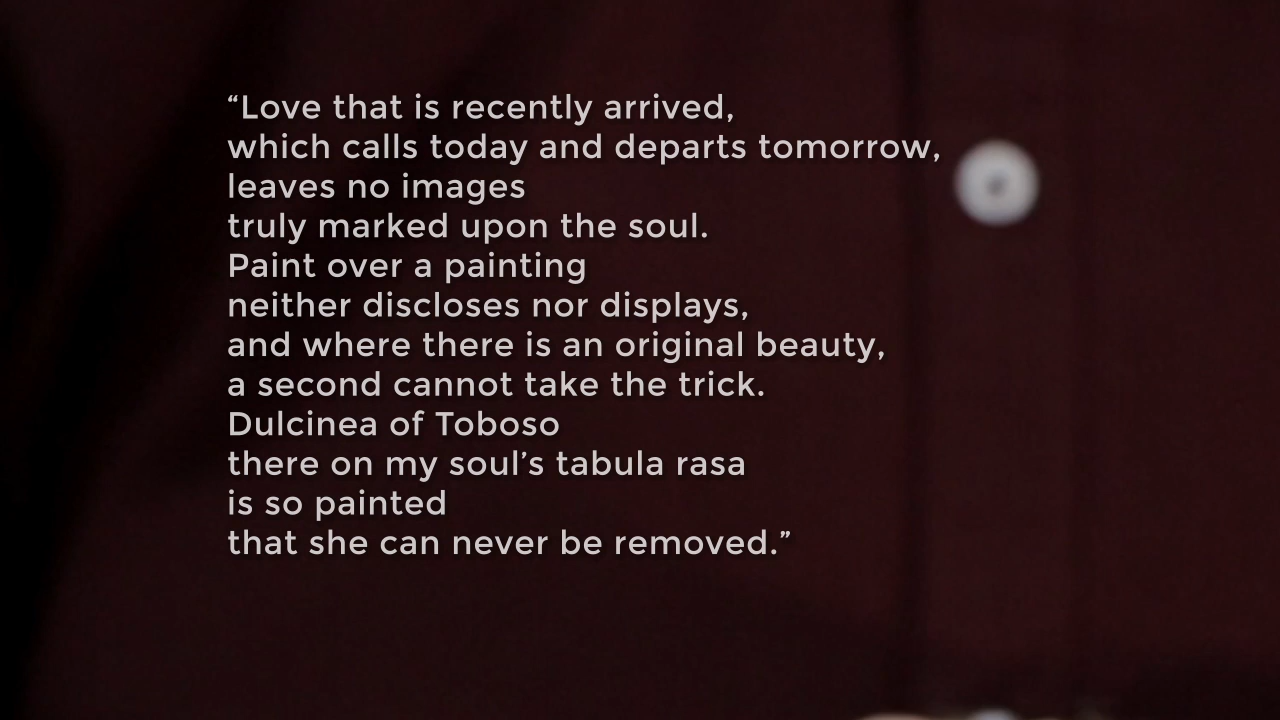 “Love that is recently arrived,
which calls today and departs tomorrow,
leaves no images
truly marked upon the soul.
Paint over a painting
neither discloses nor displays,
and where there is an original beauty,
a second cannot take the trick.
Dulcinea of Toboso
there on my soul’s tabula rasa
is so painted
that she can never be removed.”